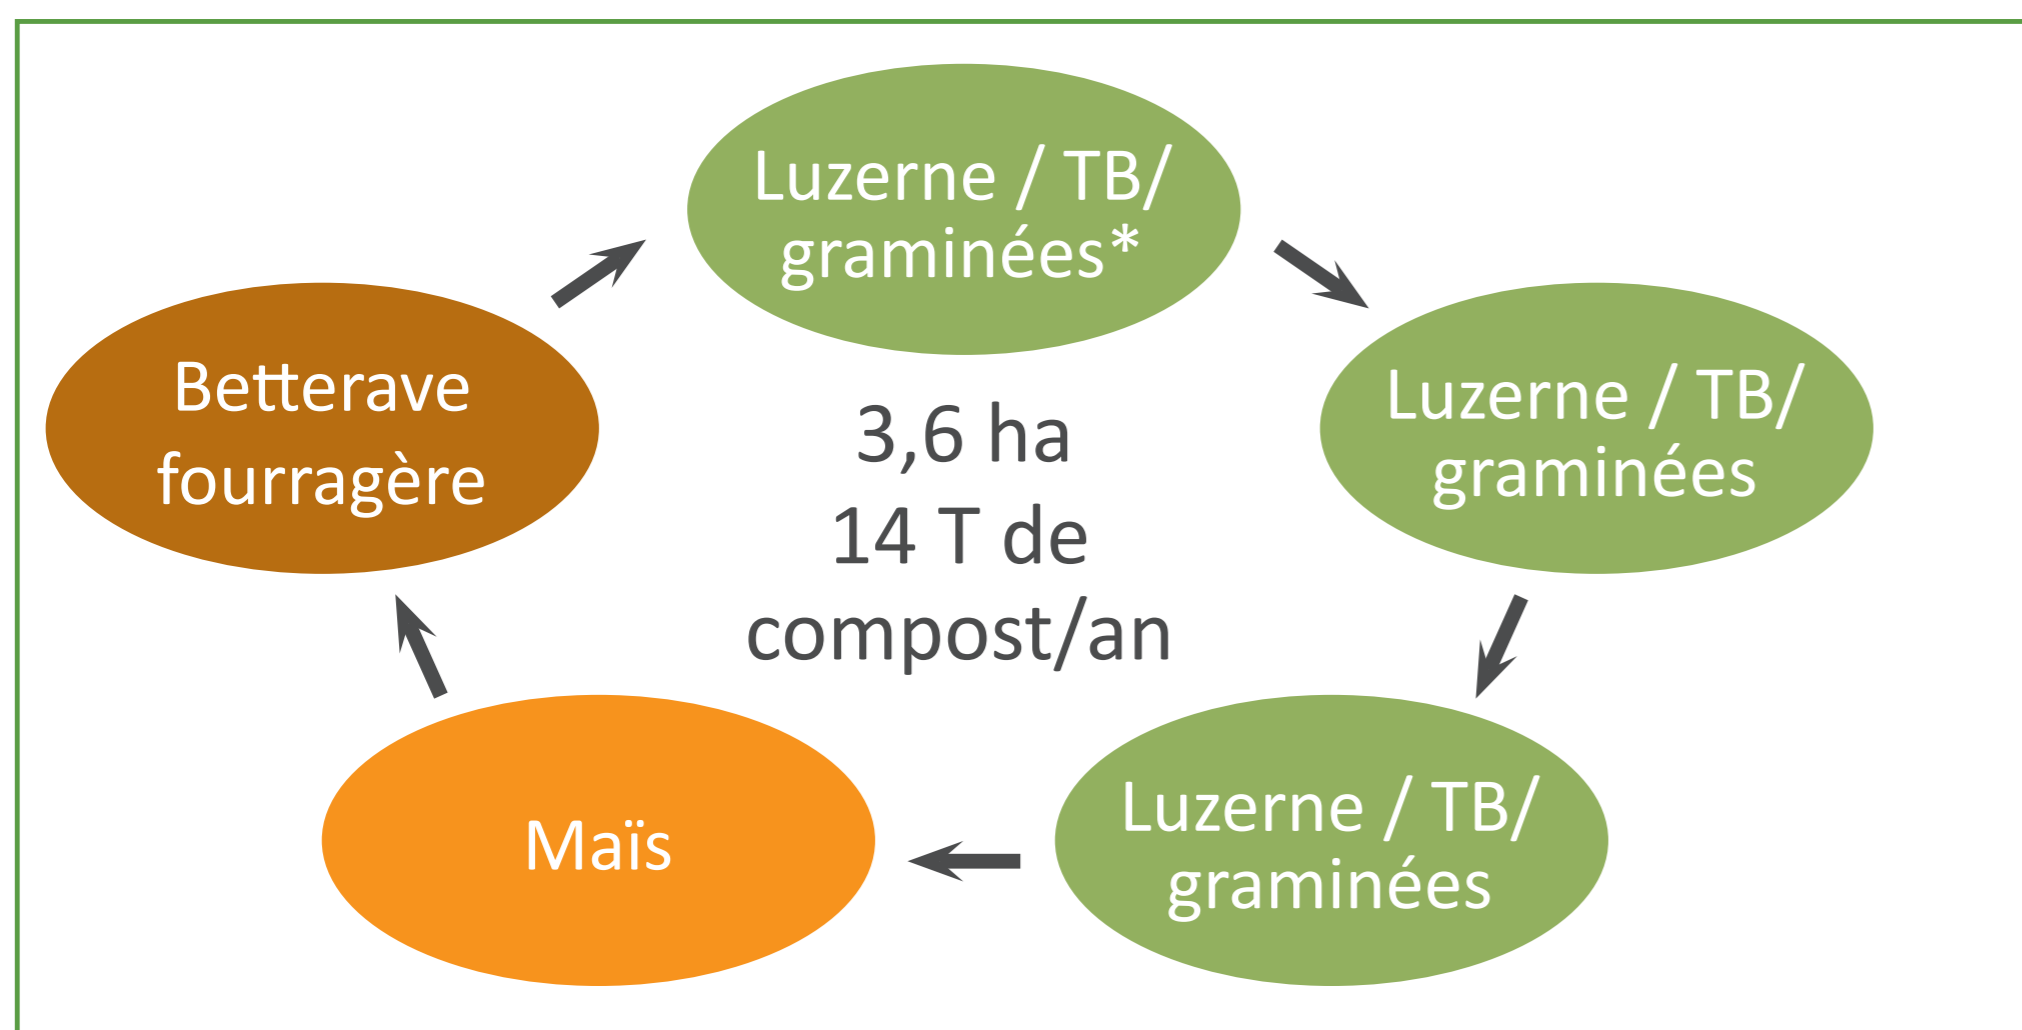 Luzerne / TB/
graminées*
Luzerne / TB/
graminées
Luzerne / TB/
graminées
Maïs
Betterave
fourragère
3,6 ha
14 T de
compost/an